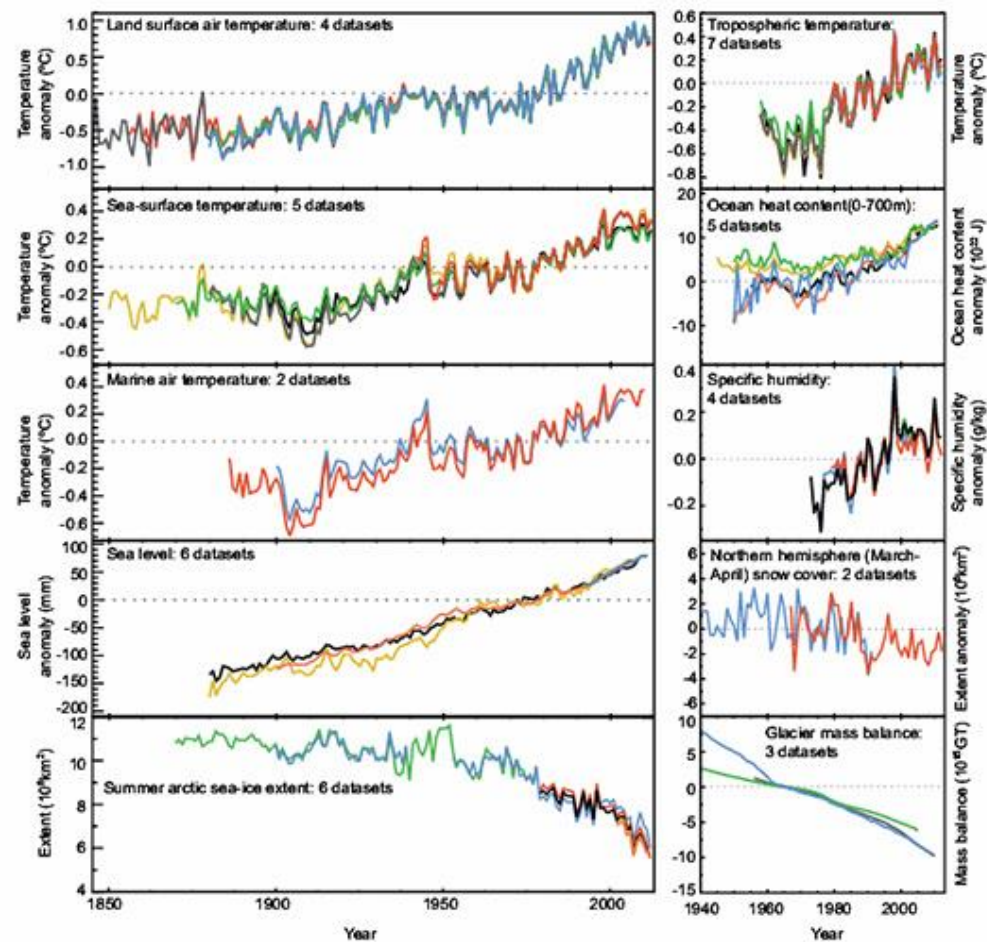 Land surface air temperature: 4 datasets
Temperature
anomaly (ºC)
1.0
0.5
0.0
-0.5
1.0
Sea-surface temperature: 5 datasets
Temperature
anomaly (ºC)
0.4
0.2
0.0
-0.2
-0.4
-0.6
Marine air temperature: 2 datasets
Temperature
anomaly (ºC)
0.4
0.2
0.0
-0.2
-0.4
-0.6
Sea level: 6 datasets
Sea level
anomaly (mm)
100
50
0
-50
-100
-150
-200
Summer arctic sea-ice extent: 6 datasets
Extent (10⁶km²)
12
10
8
6
4
1850
1900
1950
2000
Year
Tropospheric temperature:
7 datasets
Temperature
anomaly (ºC)
0.6
0.4
0.2
0.0
-0.2
-0.4
-0.6
-0.8
Ocean heat content(0-700m):
5 datasets
Ocean heat content
anomaly (10²² J)
20
10
0
-10
Specific humidity:
4 datasets
Specific humidity
anomaly (g/kg)
0.4
0.2
0.0
-0.2
Northern hemisphere (March-
April) snow cover: 2 datasets
Extent anomaly (10⁶km²)
6
4
2
0
-2
-4
-6
Glacier mass balance:
3 datasets
Mass balance (10¹⁵GT)
10
5
0
-5
-10
-15
1940
1960
1980
2000
Year